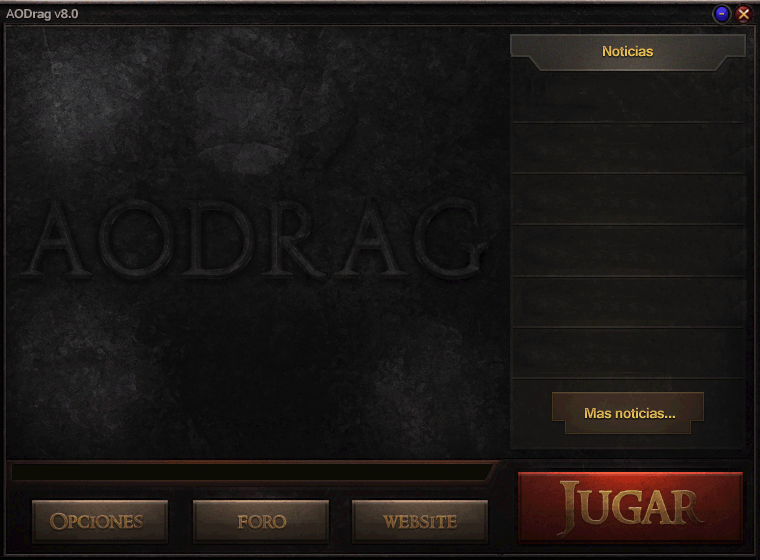 AODrag v8.0
Noticias
AODRAG
Mas noticias...
OPCIONES
FORO
WEBSITE
JUGAR